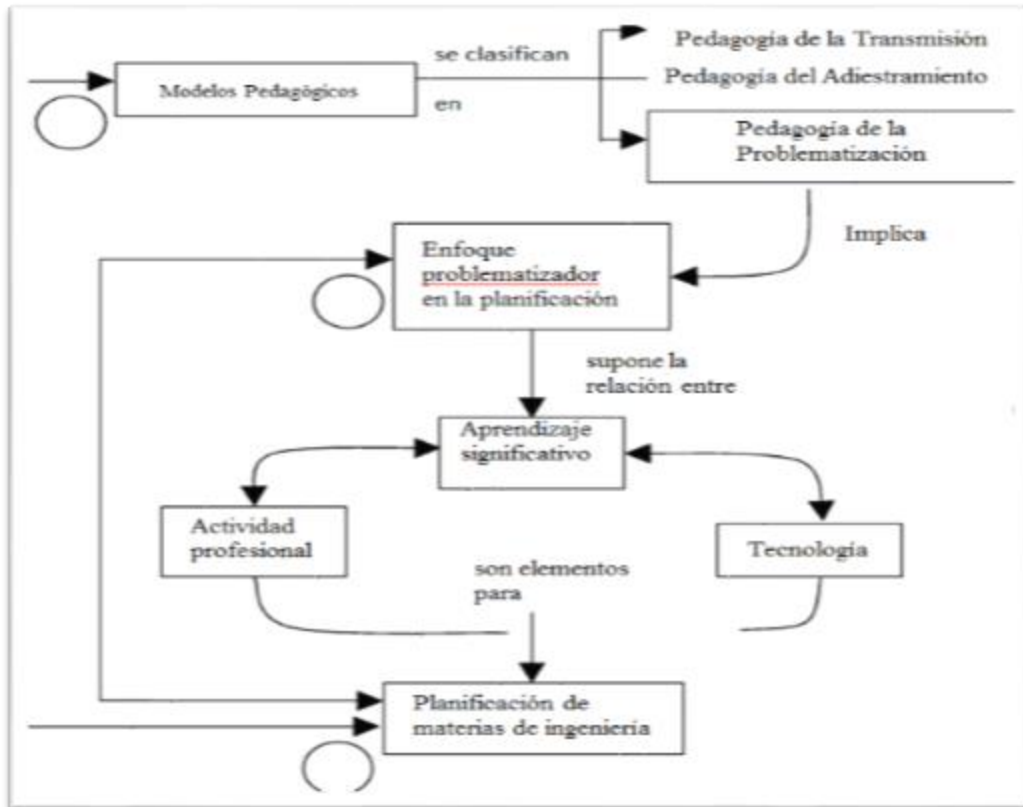 se clasifican
en
Modelos Pedagógicos
Pedagogía de la Transmisión
Pedagogía del Adiestramiento
Pedagogía de la
Problematización
Implica
Enfoque
problematizador
en la planificación
supone la
relación entre
Aprendizaje
significativo
Actividad
profesional
Tecnología
son elementos
para
Planificación de
materias de ingeniería